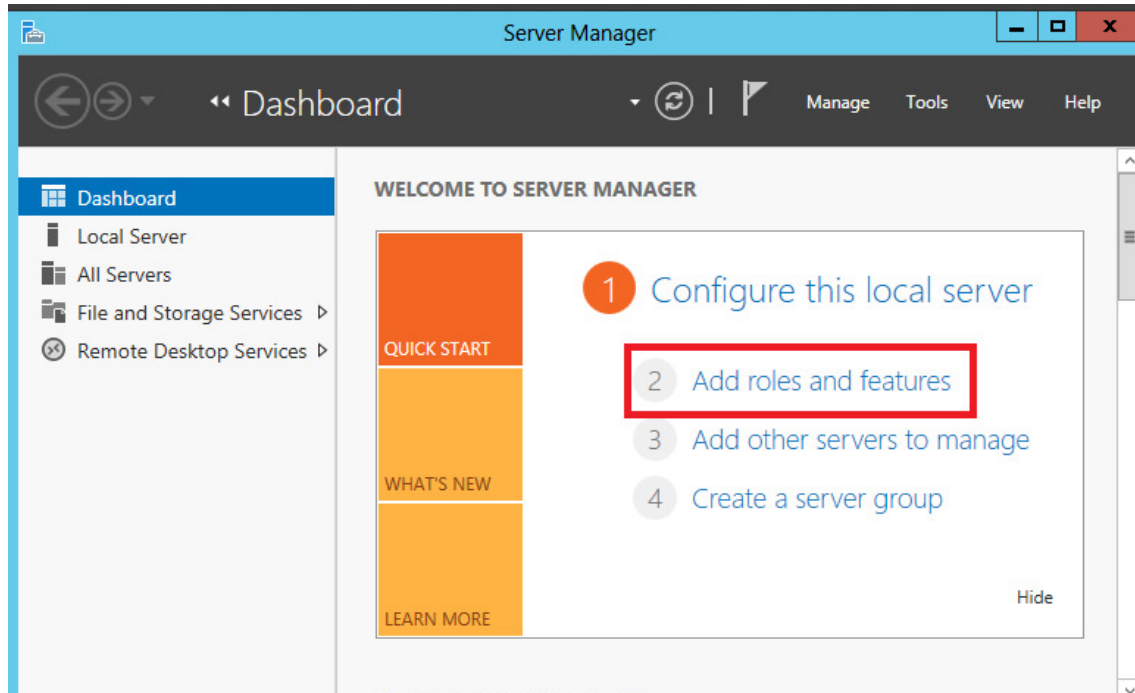 Server Manager
Dashboard
Manage Tools View Help
Dashboard
Local Server
All Servers
File and Storage Services
Remote Desktop Services
WELCOME TO SERVER MANAGER
QUICK START
WHAT'S NEW
LEARN MORE
1 Configure this local server
2 Add roles and features
3 Add other servers to manage
4 Create a server group
Hide